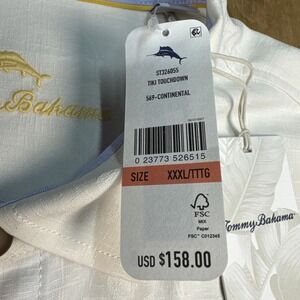 ST326055
TIKI TOUCHDOWN
569-CONTINENTAL
0 23773 526515
SIZE XXXL/TTTG
FSC
MIX
Paper
FSC® C012345
USD $158.00
Bahama
Tommy Bahama